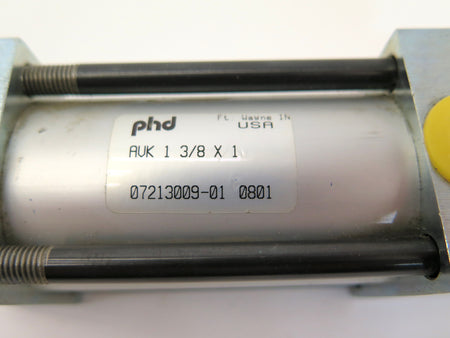 phd
Ft. Wayne IN
USA
AVK 1 3/8 X 1
07213009-01 0801